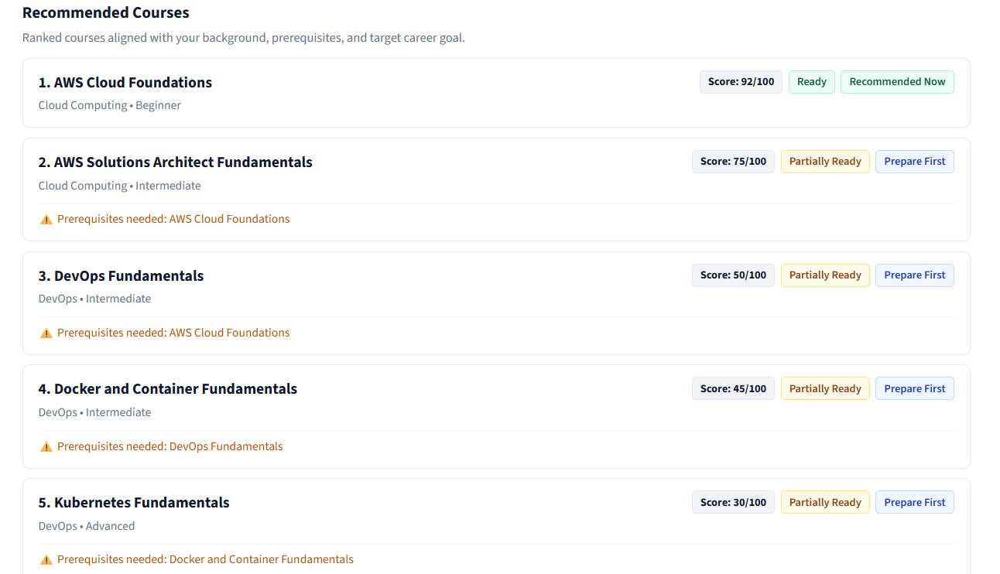 Recommended Courses
Ranked courses aligned with your background, prerequisites, and target career goal.
1. AWS Cloud Foundations
Score: 92/100 Ready Recommended Now
Cloud Computing • Beginner
2. AWS Solutions Architect Fundamentals
Score: 75/100 Partially Ready Prepare First
Cloud Computing • Intermediate
⚠ Prerequisites needed: AWS Cloud Foundations
3. DevOps Fundamentals
Score: 50/100 Partially Ready Prepare First
DevOps • Intermediate
⚠ Prerequisites needed: AWS Cloud Foundations
4. Docker and Container Fundamentals
Score: 45/100 Partially Ready Prepare First
DevOps • Intermediate
⚠ Prerequisites needed: DevOps Fundamentals
5. Kubernetes Fundamentals
Score: 30/100 Partially Ready Prepare First
DevOps • Advanced
⚠ Prerequisites needed: Docker and Container Fundamentals